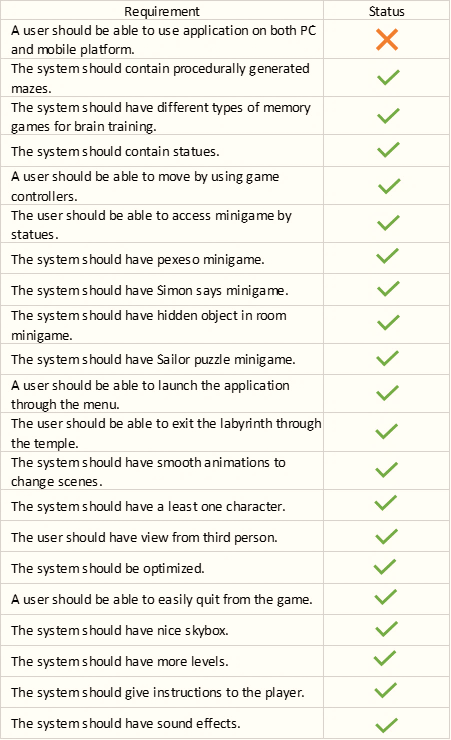 Requirement Status
A user should be able to use application on both PC
and mobile platform.
The system should contain procedurally generated
mazes.
The system should have different types of memory
games for brain training.
The system should contain statues.
A user should be able to move by using game
controllers.
The user should be able to access minigame by
statues.
The system should have pexeso minigame.
The system should have Simon says minigame.
The system should have hidden object in room
minigame.
The system should have Sailor puzzle minigame.
A user should be able to launch the application
through the menu.
The user should be able to exit the labyrinth through
the temple.
The system should have smooth animations to
change scenes.
The system should have a least one character.
The user should have view from third person.
The system should be optimized.
A user should be able to easily quit from the game.
The system should have nice skybox.
The system should have more levels.
The system should give instructions to the player.
The system should have sound effects.